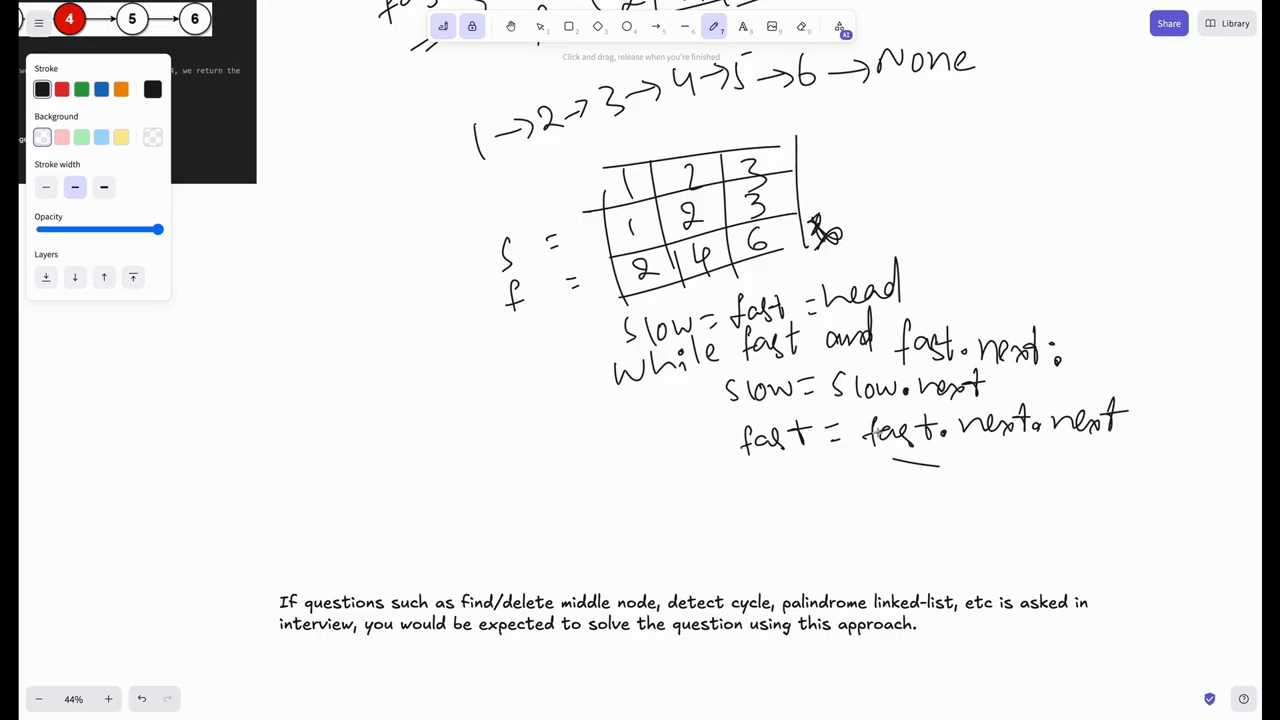 4 5 6
Share
Library
Click and drag, release when you're finished
Stroke
4, we return the
1 → 2 → 3 → 4 → 5 → 6 → None
Background
Stroke width
1 2 3
s = 1 2 3
f = 2 4 6
Opacity
Layers
slow = fast = head
while fast and fast.next:
slow = slow.next
fast = fast.next.next
If questions such as find/delete middle node, detect cycle, palindrome linked-list, etc is asked in
interview, you would be expected to solve the question using this approach.
44%